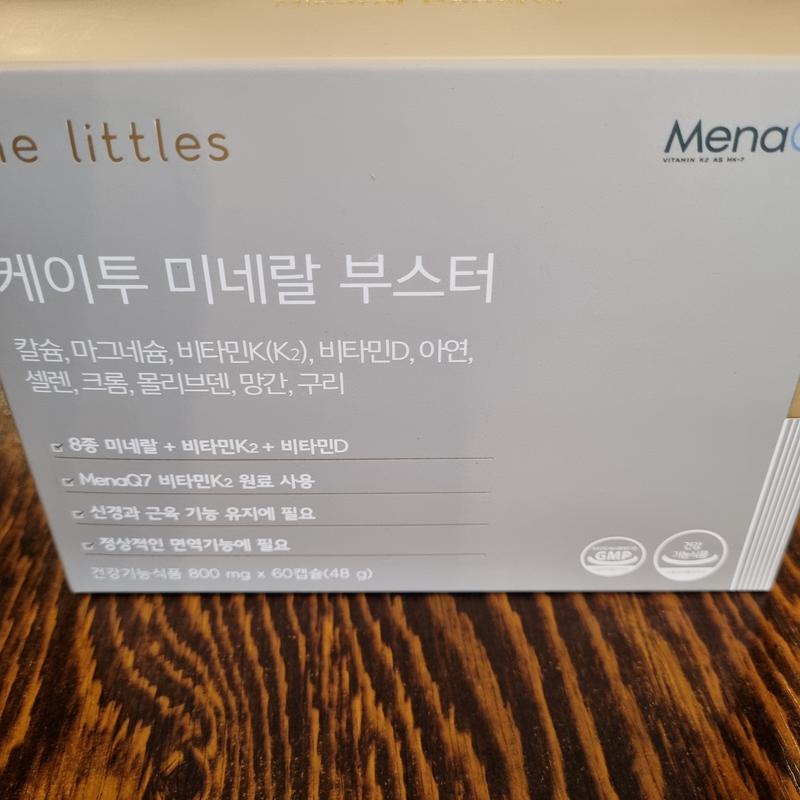 he littles
MenaQ
VITAMIN K2 AS MK-7
케이투 미네랄 부스터
칼슘, 마그네슘, 비타민K(K2), 비타민D, 아연,
셀렌, 크롬, 몰리브덴, 망간, 구리
8종 미네랄 + 비타민K2 + 비타민D
MenaQ7 비타민K2 원료 사용
신경과 근육 기능 유지에 필요
정상적인 면역기능에 필요
건강기능식품 800 mg x 60캡슐(48 g)
GMP
건강
기능식품